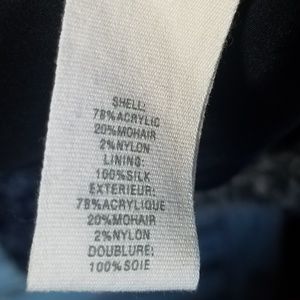 SHELL:
78%ACRYLIC
20%MOHAIR
2%NYLON
LINING:
100%SILK
EXTERIEUR:
78%ACRYLIQUE
20%MOHAIR
2%NYLON
DOUBLURE:
100%SOIE